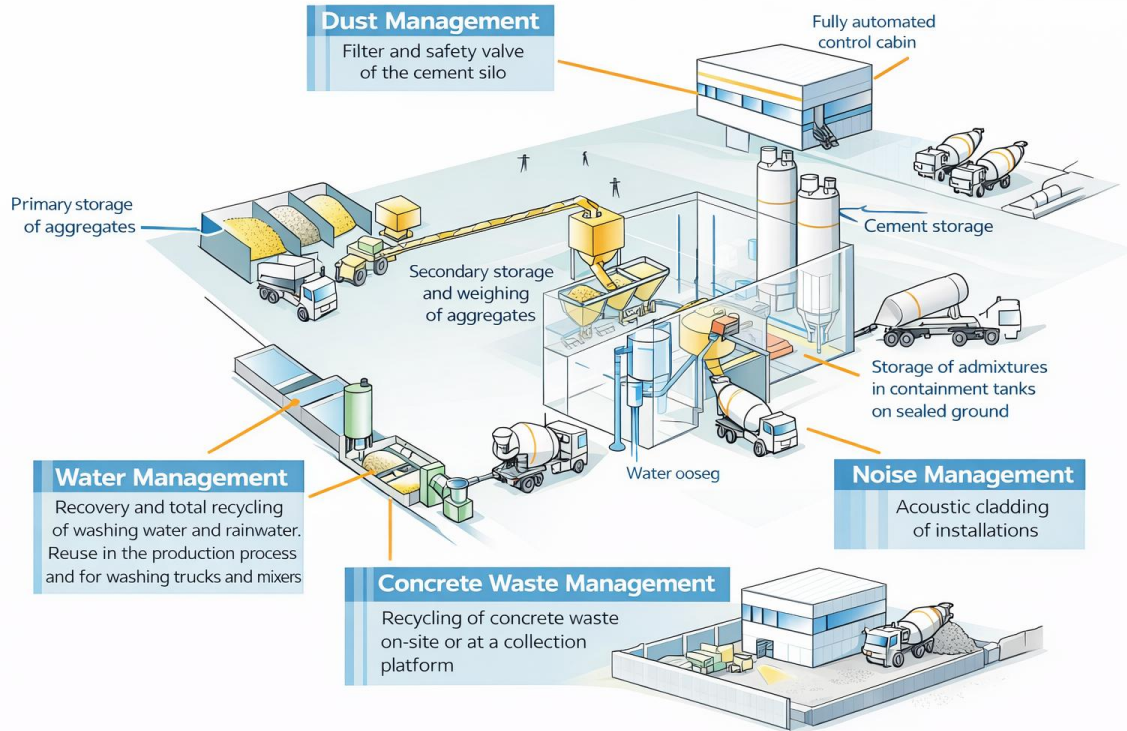 Dust Management
Filter and safety valve
of the cement silo
Fully automated
control cabin
Primary storage
of aggregates
Cement storage
Secondary storage
and weighing
of aggregates
Storage of admixtures
in containment tanks
on sealed ground
Water ooseg
Water Management
Recovery and total recycling
of washing water and rainwater.
Reuse in the production process
and for washing trucks and mixers
Noise Management
Acoustic cladding
of installations
Concrete Waste Management
Recycling of concrete waste
on-site or at a collection
platform